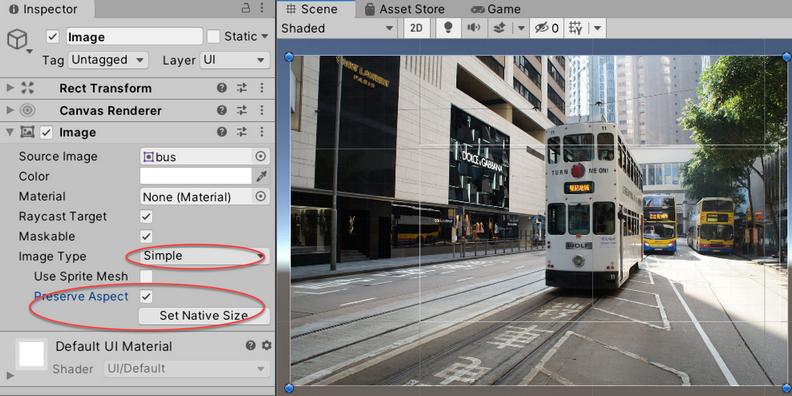 Inspector
Image
Static
Tag Untagged Layer UI
Rect Transform
Canvas Renderer
Image
Source Image bus
Color
Material None (Material)
Raycast Target
Maskable
Image Type Simple
Use Sprite Mesh
Preserve Aspect
Set Native Size
Default UI Material
Shader UI/Default
Scene Asset Store Game
Shaded 2D 0
SAINT LAURENT
PARIS
DOLCE&GABBANA
11 11
TURN ME ON!